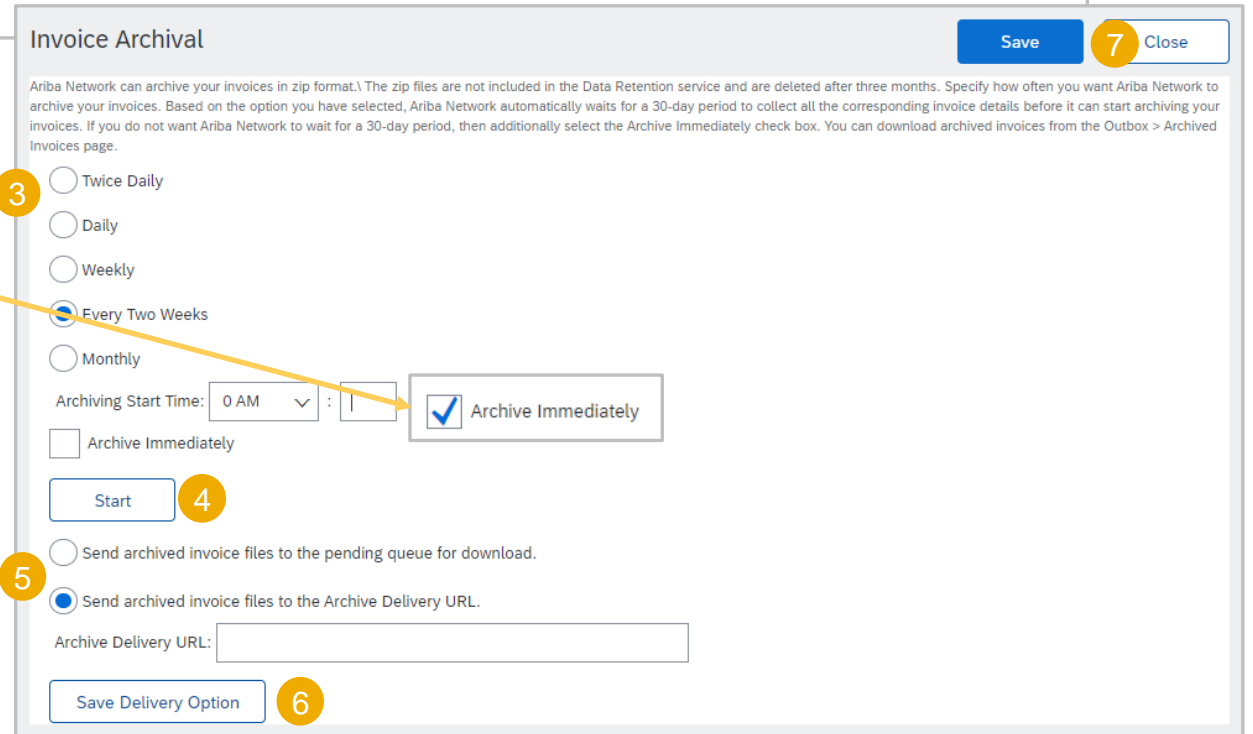 Invoice Archival
Save
7
Close
Ariba Network can archive your invoices in zip format.\ The zip files are not included in the Data Retention service and are deleted after three months. Specify how often you want Ariba Network to
archive your invoices. Based on the option you have selected, Ariba Network automatically waits for a 30-day period to collect all the corresponding invoice details before it can start archiving your
invoices. If you do not want Ariba Network to wait for a 30-day period, then additionally select the Archive Immediately check box. You can download archived invoices from the Outbox > Archived
Invoices page.
3
Twice Daily
Daily
Weekly
Every Two Weeks
Monthly
Archiving Start Time: 0 AM :
Archive Immediately
Archive Immediately
Start
4
Send archived invoice files to the pending queue for download.
5
Send archived invoice files to the Archive Delivery URL.
Archive Delivery URL:
Save Delivery Option
6